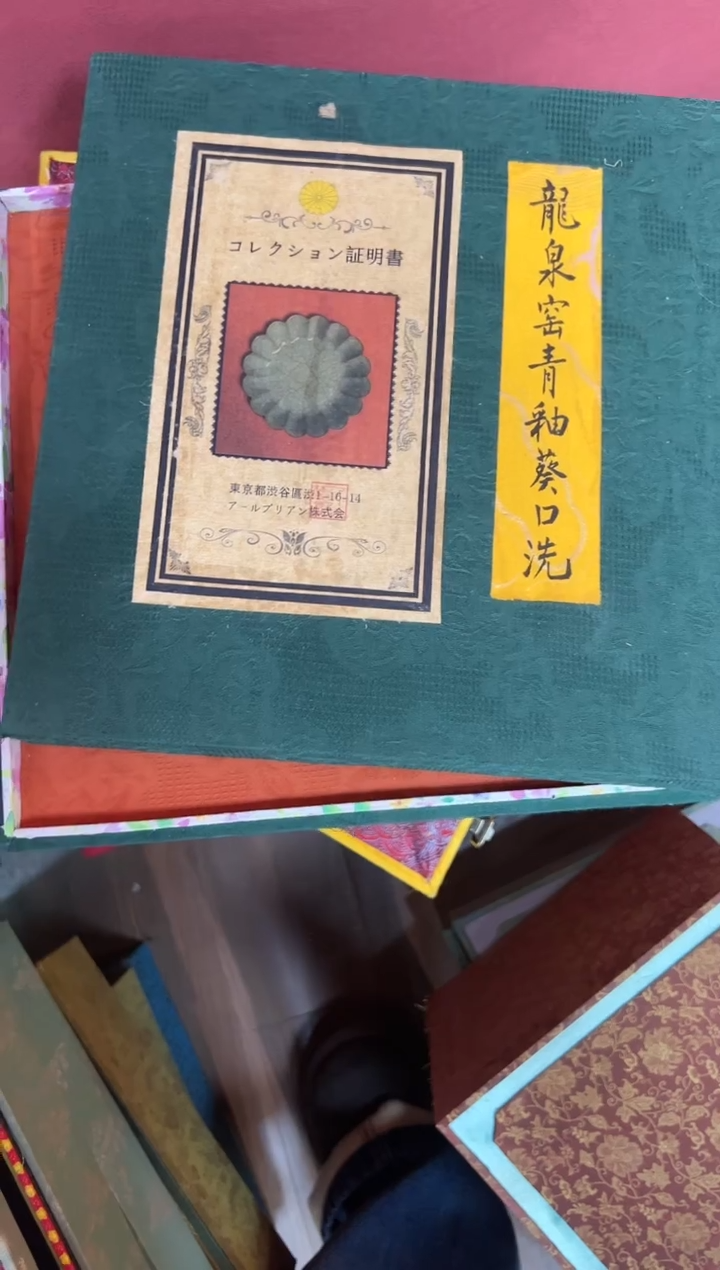 コレクション証明書
東京都渋谷區渋1-16-14
アールブリアン株式会
龍泉窑青釉葵口洗